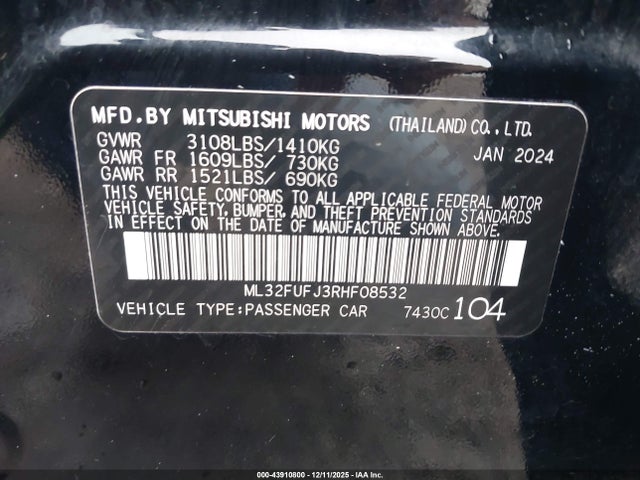 MFD.BY MITSUBISHI MOTORS (THAILAND)CO.,LTD.
GVWR 3108LBS/1410KG JAN 2024
GAWR FR 1609LBS/ 730KG
GAWR RR 1521LBS/ 690KG
THIS VEHICLE CONFORMS TO ALL APPLICABLE FEDERAL MOTOR
VEHICLE SAFETY, BUMPER, AND THEFT PREVENTION STANDARDS
IN EFFECT ON THE DATE OF MANUFACTURE SHOWN ABOVE.
ML32FUFJ3RHF08532
VEHICLE TYPE:PASSENGER CAR 7430C 104
000-43910800 - 12/11/2025 - IAA Inc.